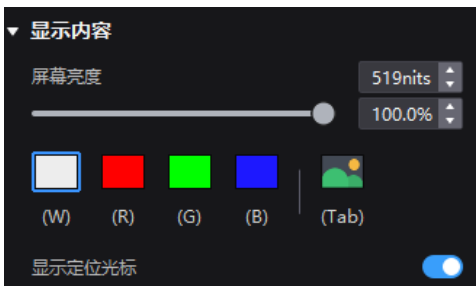 显示内容
屏幕亮度
519nits
100.0%
(W) (R) (G) (B) (Tab)
显示定位光标